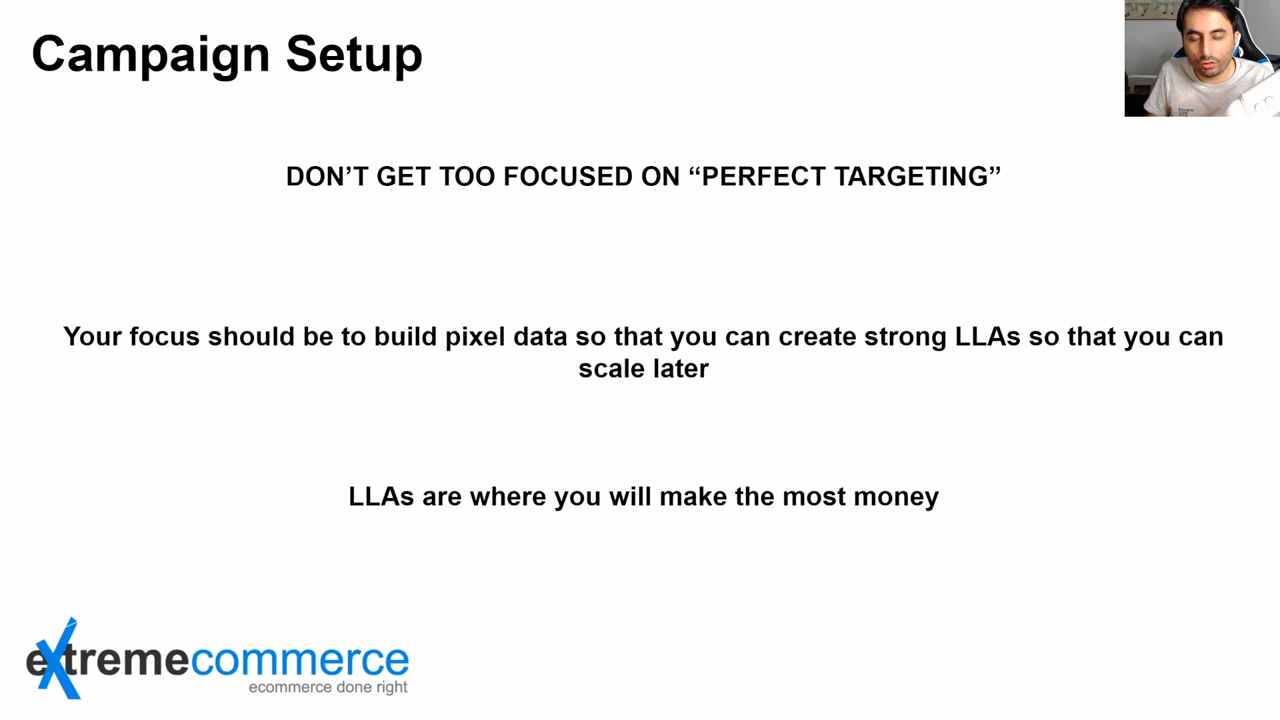 Campaign Setup
DON’T GET TOO FOCUSED ON “PERFECT TARGETING”
Your focus should be to build pixel data so that you can create strong LLAs so that you can
scale later
LLAs are where you will make the most money
extremecommerce
ecommerce done right